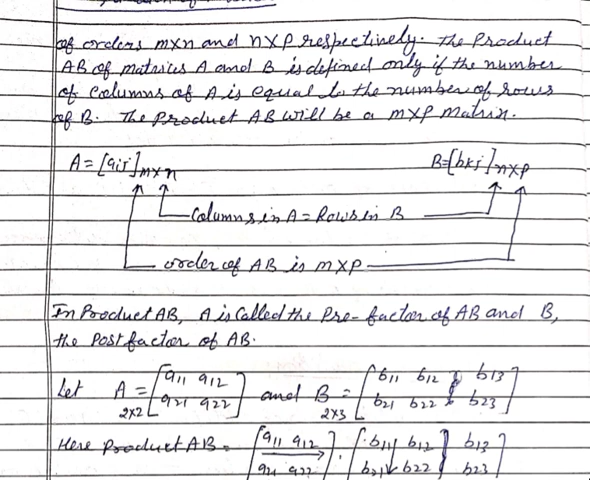 of orders m×n and n×p respectively. The Product
AB of matrices A and B is defined only if the number
of Columns of A is equal to the number of rows
of B. The Product AB will be a m×p Matrix.
A = [aij]m×n B=[bkj]n×p
Columns in A = Rows in B
order of AB is m×p
In Product AB, A is Called the Pre-factor of AB and B,
the Post factor of AB.
Let A = [a11 a12 and B = [b11 b12 b13
2×2 a21 a22] 2×3 b21 b22 b23]
Here Product AB = [a11 a12] . [b11 b12 b13]
a21 a22 b21 b22 b23